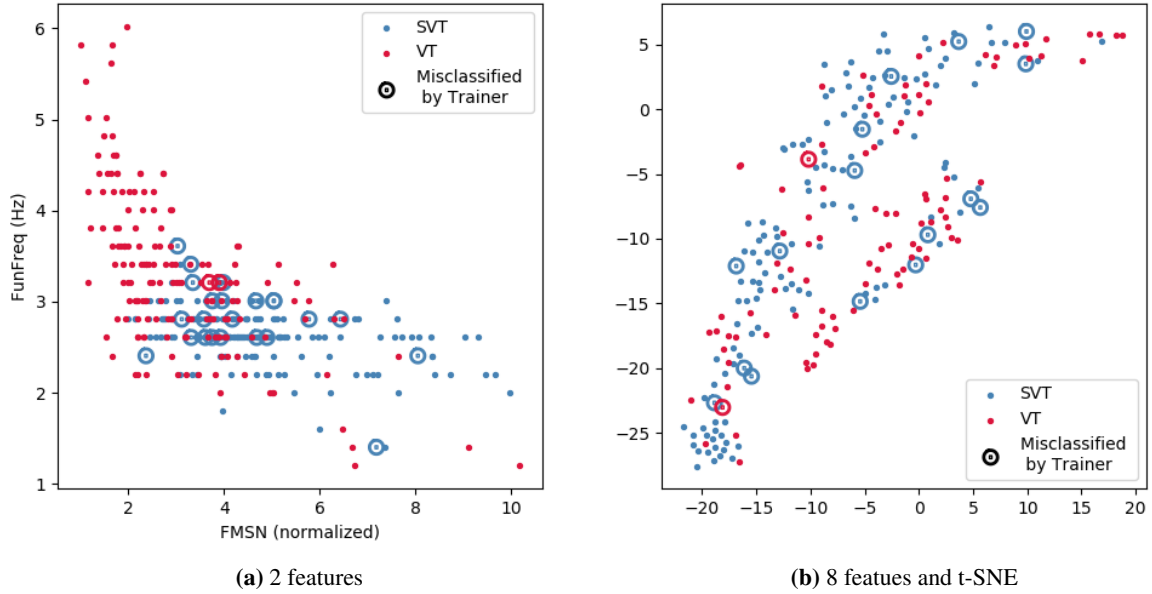 6
5
4
3
2
1
2
4
6
8
10
FunFreq (Hz)
FMSN (normalized)
SVT
VT
Misclassified
by Trainer
5
0
−5
−10
−15
−20
−25
−20
−15
−10
−5
0
5
10
15
20
SVT
VT
Misclassified
by Trainer
(a) 2 features
(b) 8 featues and t-SNE